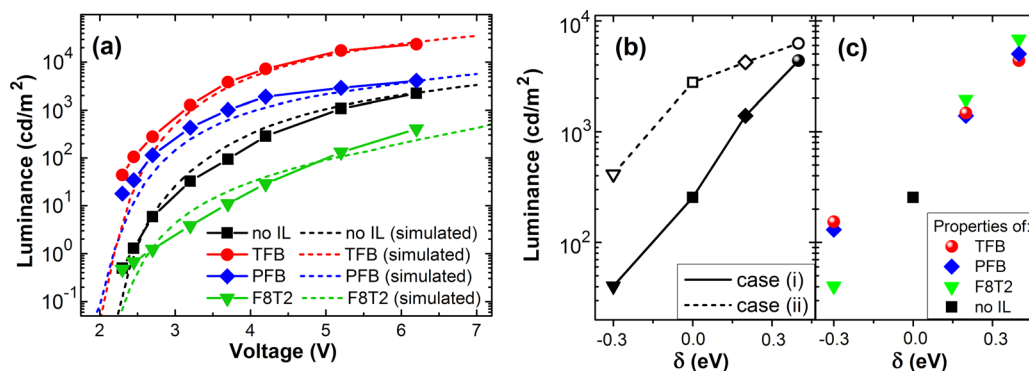 (a)
Luminance (cd/m²)
10⁴
10³
10²
10¹
10⁰
10⁻¹
no IL
TFB
PFB
F8T2
no IL (simulated)
TFB (simulated)
PFB (simulated)
F8T2 (simulated)
2 3 4 5 6 7
Voltage (V)
(b)
Luminance (cd/m²)
10⁴
10³
10²
case (i)
case (ii)
-0.3 0.0 0.3
δ (eV)
(c)
Properties of:
TFB
PFB
F8T2
no IL
-0.3 0.0 0.3
δ (eV)